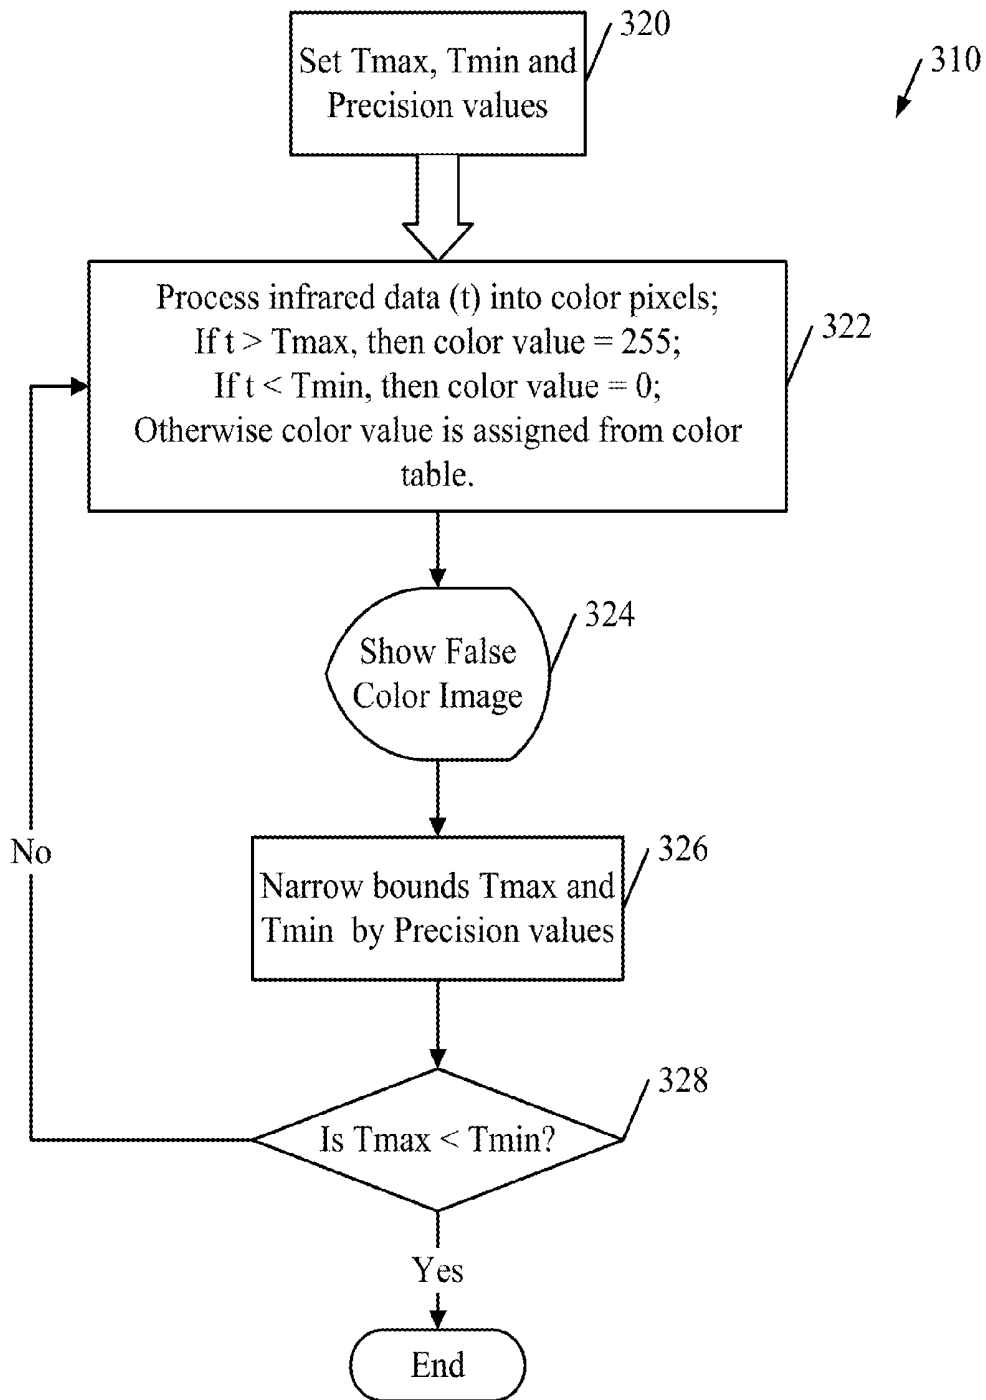 320
310
Set Tmax, Tmin and
Precision values
Process infrared data (t) into color pixels;
If t > Tmax, then color value = 255;
If t < Tmin, then color value = 0;
Otherwise color value is assigned from color
table.
322
324
Show False
Color Image
No
326
Narrow bounds Tmax and
Tmin by Precision values
328
Is Tmax < Tmin?
Yes
End